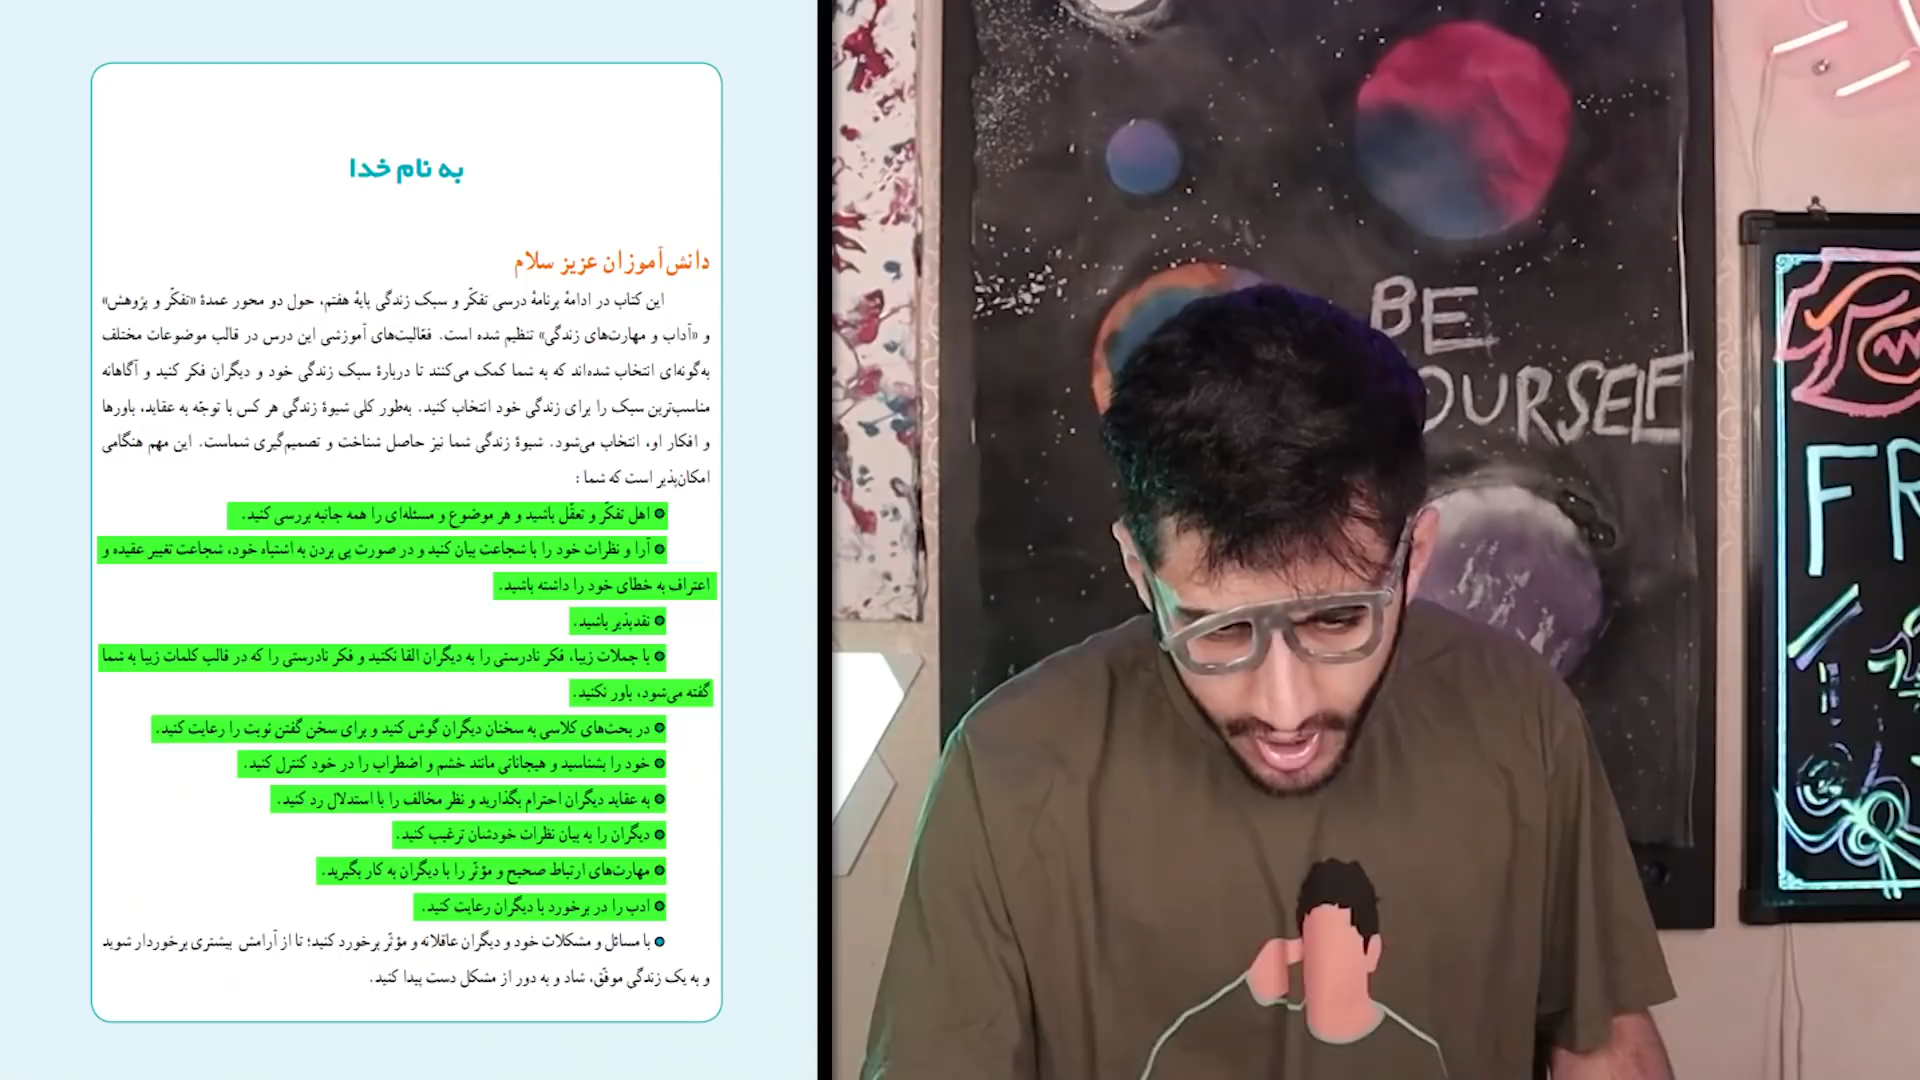 به نام خدا
دانش‌آموزان عزیز سلام
این کتاب در ادامهٔ برنامهٔ درسی تفکّر و سبک زندگی پایهٔ هفتم، حول دو محور عمدهٔ «تفکّر و پژوهش»
و «آداب و مهارت‌های زندگی» تنظیم شده است. فعّالیت‌های آموزشی این درس در قالب موضوعات مختلف
به‌گونه‌ای انتخاب شده‌اند که به شما کمک می‌کنند تا دربارهٔ سبک زندگی خود و دیگران فکر کنید و آگاهانه
مناسب‌ترین سبک را برای زندگی خود انتخاب کنید. به‌طور کلی شیوهٔ زندگی هر کس با توجّه به عقاید، باورها
و افکار او، انتخاب می‌شود. شیوهٔ زندگی شما نیز حاصل شناخت و تصمیم‌گیری شماست. این مهم هنگامی
امکان‌پذیر است که شما :
اهل تفکّر و تعقّل باشید و هر موضوع و مسئله‌ای را همه جانبه بررسی کنید.
آرا و نظرات خود را با شجاعت بیان کنید و در صورت پی بردن به اشتباه خود، شجاعت تغییر عقیده و
اعتراف به خطای خود را داشته باشید.
نقدپذیر باشید.
با جملات زیبا، فکر نادرستی را به دیگران القا نکنید و فکر نادرستی را که در قالب کلمات زیبا به شما
گفته می‌شود، باور نکنید.
در بحث‌های کلاسی به سخنان دیگران گوش کنید و برای سخن گفتن نوبت را رعایت کنید.
خود را بشناسید و هیجاناتی مانند خشم و اضطراب را در خود کنترل کنید.
به عقاید دیگران احترام بگذارید و نظر مخالف را با استدلال رد کنید.
دیگران را به بیان نظرات خودشان ترغیب کنید.
مهارت‌های ارتباط صحیح و مؤثّر را با دیگران به کار بگیرید.
ادب را در برخورد با دیگران رعایت کنید.
با مسائل و مشکلات خود و دیگران عاقلانه و مؤثّر برخورد کنید؛ تا از آرامش بیشتری برخوردار شوید
و به یک زندگی موفّق، شاد و به دور از مشکل دست پیدا کنید.
BE
OURSELF
FR